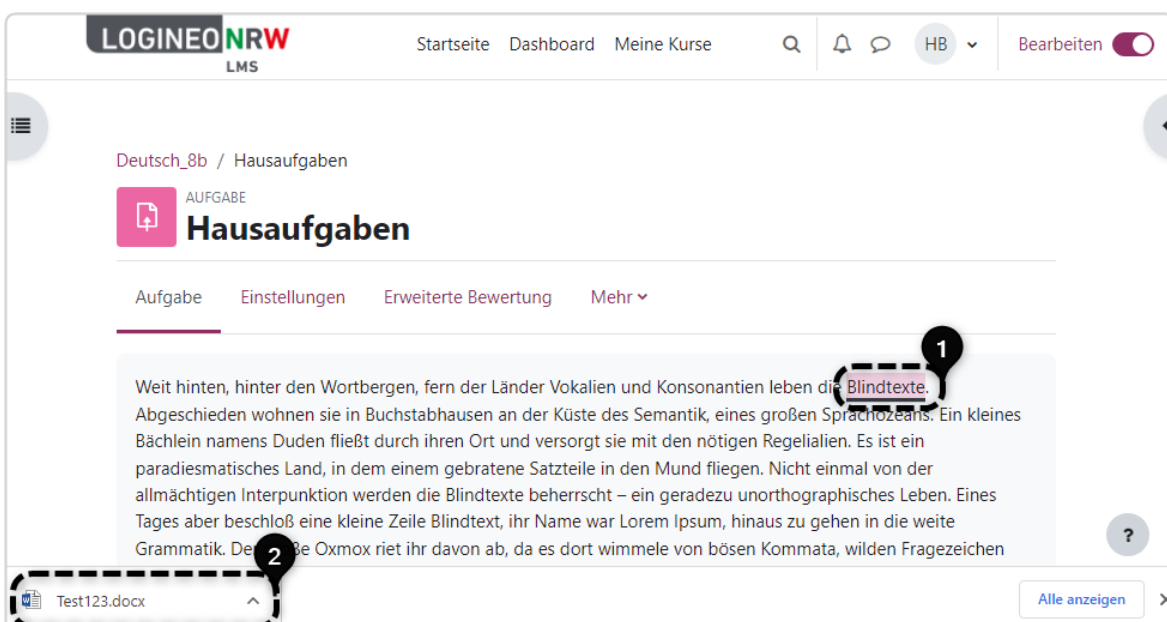 LOGINEO NRW
LMS
Startseite Dashboard Meine Kurse HB Bearbeiten
Deutsch_8b / Hausaufgaben
AUFGABE
Hausaufgaben
Aufgabe Einstellungen Erweiterte Bewertung Mehr
1
Weit hinten, hinter den Wortbergen, fern der Länder Vokalien und Konsonantien leben die Blindtexte.
Abgeschieden wohnen sie in Buchstabhausen an der Küste des Semantik, eines großen Sprachozeans. Ein kleines
Bächlein namens Duden fließt durch ihren Ort und versorgt sie mit den nötigen Regelialien. Es ist ein
paradiesmatisches Land, in dem einem gebratene Satzteile in den Mund fliegen. Nicht einmal von der
allmächtigen Interpunktion werden die Blindtexte beherrscht – ein geradezu unorthographisches Leben. Eines
Tages aber beschloß eine kleine Zeile Blindtext, ihr Name war Lorem Ipsum, hinaus zu gehen in die weite
Grammatik. Oxmox riet ihr davon ab, da es dort wimmele von bösen Kommata, wilden Fragezeichen
?
2
Test123.docx
Alle anzeigen